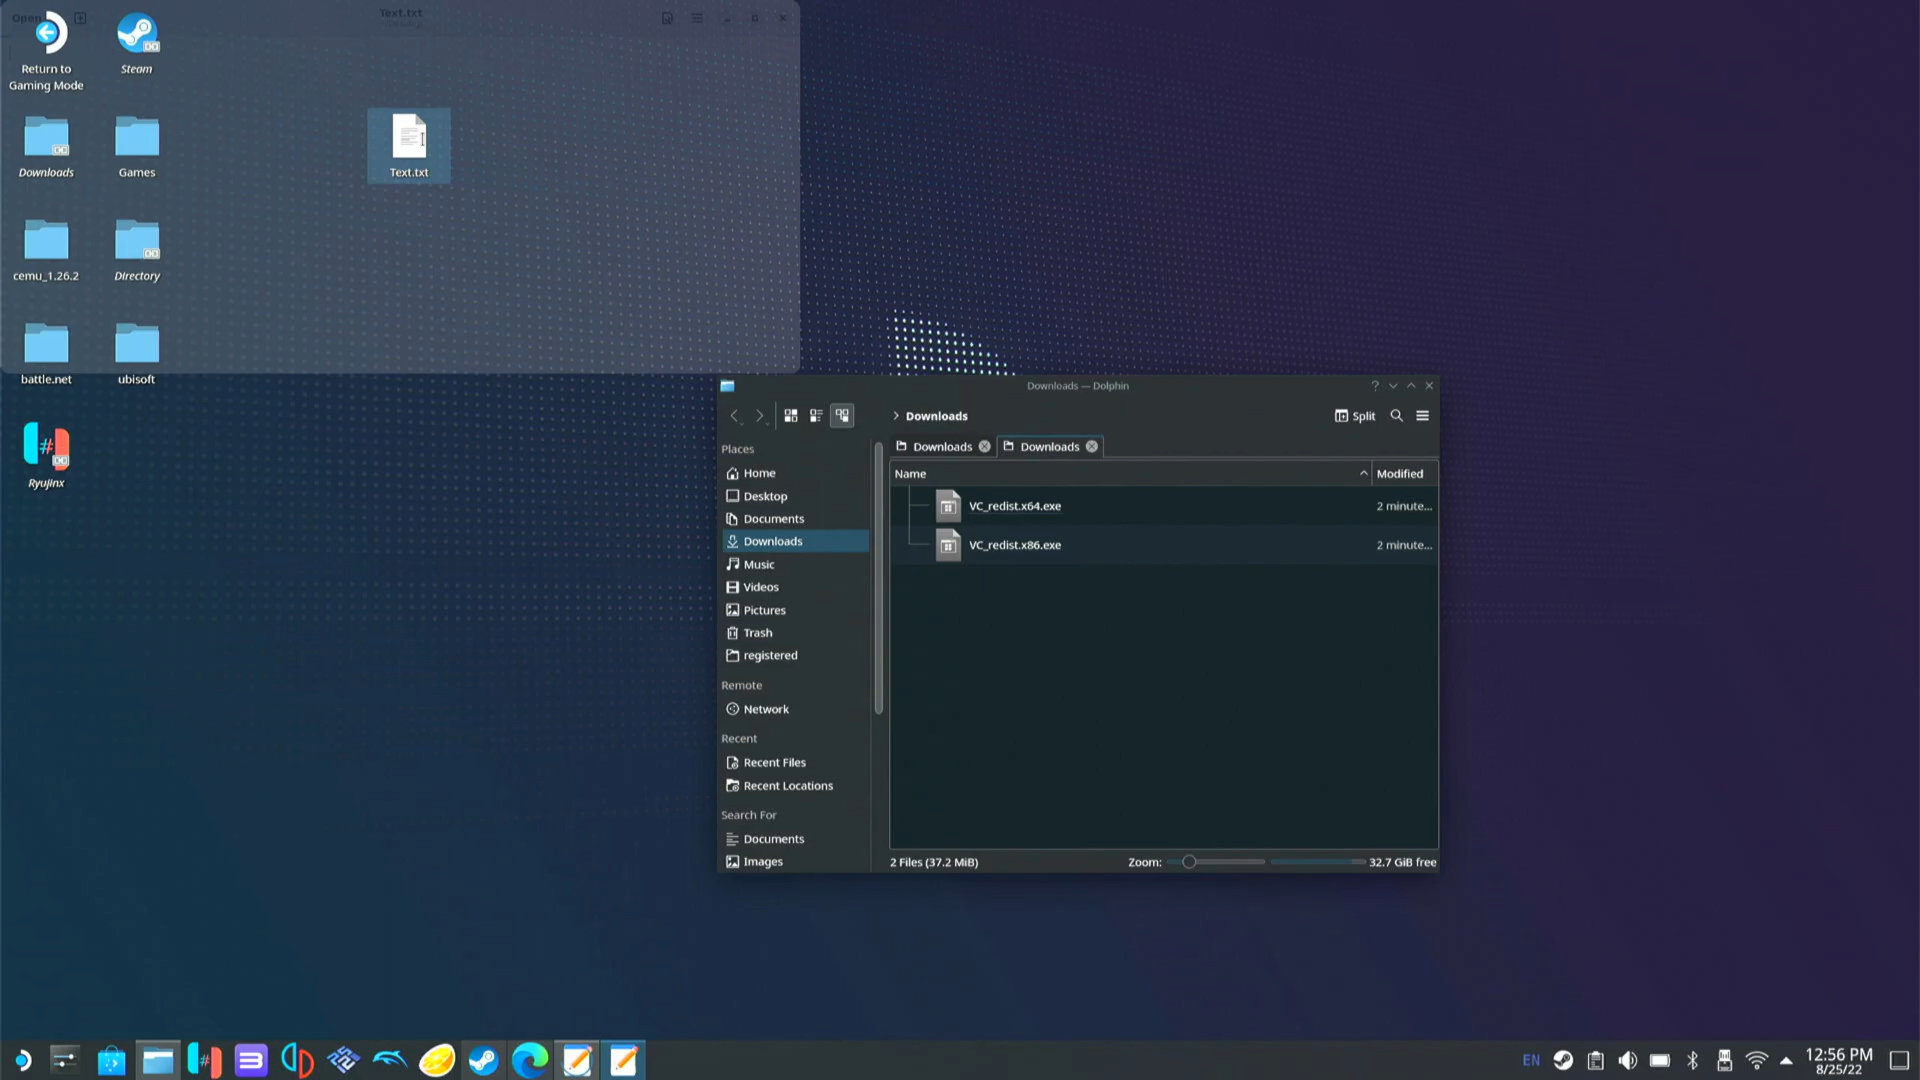 Open
Text.txt
Return to
Gaming Mode
Steam
Downloads
Games
Text.txt
cemu_1.26.2
Directory
battle.net
ubisoft
Ryujinx
Downloads — Dolphin
Downloads
Split
Downloads
Downloads
Places
Home
Desktop
Documents
Downloads
Music
Videos
Pictures
Trash
registered
Remote
Network
Recent
Recent Files
Recent Locations
Search For
Documents
Images
Name
Modified
VC_redist.x64.exe
2 minute...
VC_redist.x86.exe
2 minute...
2 Files (37.2 MiB)
Zoom:
32.7 GiB free
EN
12:56 PM
8/25/22